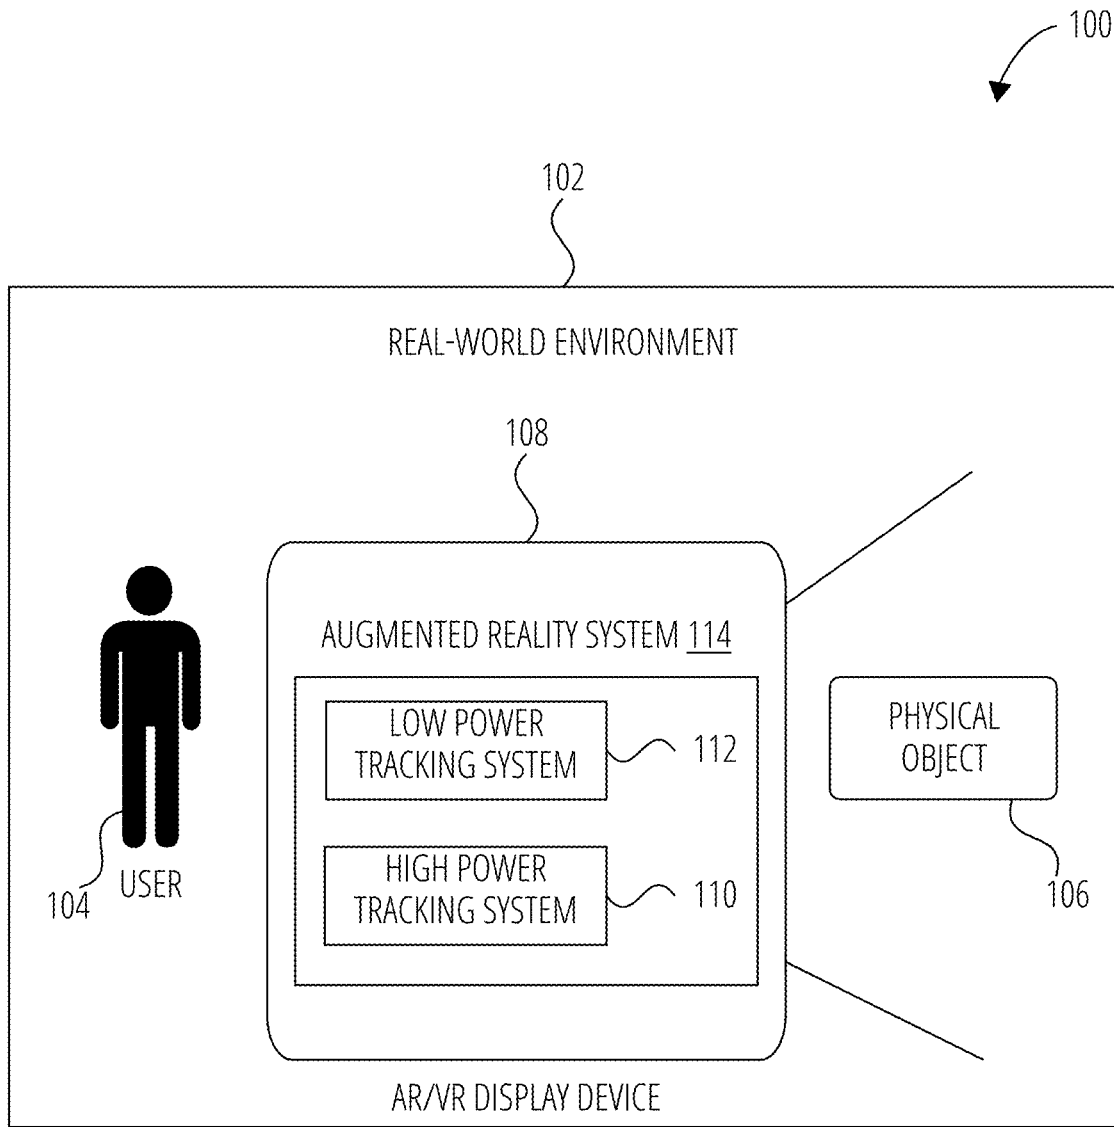 100
102
REAL-WORLD ENVIRONMENT
108
AUGMENTED REALITY SYSTEM 114
LOW POWER
TRACKING SYSTEM
112
HIGH POWER
TRACKING SYSTEM
110
PHYSICAL
OBJECT
106
104
USER
AR/VR DISPLAY DEVICE